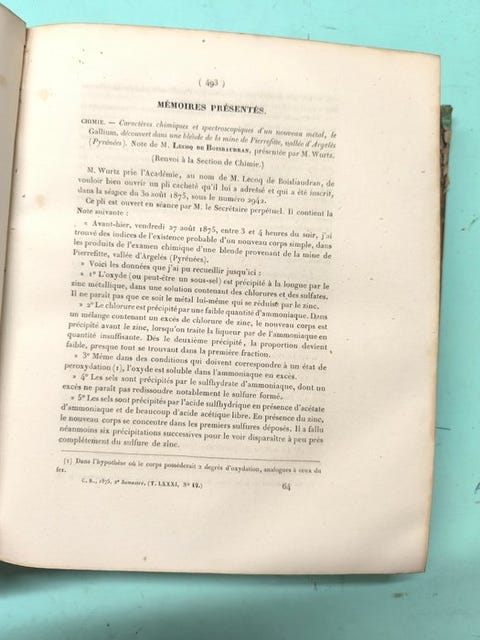 ( 493 )
MÉMOIRES PRÉSENTÉS.
CHIMIE. — Caractères chimiques et spectroscopiques d'un nouveau métal, le
Gallium, découvert dans une blende de la mine de Pierrefitte, vallée d'Argelès
(Pyrénées). Note de M. LECOQ DE BOISBAUDRAN, présentée par M. Wurtz.
(Renvoi à la Section de Chimie.)
M. Wurtz prie l'Académie, au nom de M. Lecoq de Boisbaudran, de
vouloir bien ouvrir un pli cacheté qu'il lui a adressé et qui a été inscrit,
dans la séance du 30 août 1875, sous le numéro 2942.
Ce pli est ouvert en séance par M. le Secrétaire perpétuel. Il contient la
Note suivante :
« Avant-hier, vendredi 27 août 1875, entre 3 et 4 heures du soir, j'ai
trouvé des indices de l'existence probable d'un nouveau corps simple, dans
les produits de l'examen chimique d'une blende provenant de la mine de
Pierrefitte, vallée d'Argelès (Pyrénées).
» Voici les données que j'ai pu recueillir jusqu'ici :
» 1° L'oxyde (ou peut-être un sous-sel) est précipité à la longue par le
zinc métallique, dans une solution contenant des chlorures et des sulfates.
Il ne paraît pas que ce soit le métal lui-même qui se réduise par le zinc.
» 2° Le chlorure est précipité par une faible quantité d'ammoniaque. Dans
un mélange contenant un excès de chlorure de zinc, le nouveau corps est
précipité avant le zinc, lorsqu'on traite la liqueur par de l'ammoniaque en
quantité insuffisante. Dès le deuxième précipité, la proportion devient
faible, presque tout se trouvant dans la première fraction.
» 3° Même dans des conditions qui doivent correspondre à un état de
peroxydation (1), l'oxyde est soluble dans l'ammoniaque en excès.
» 4° Les sels sont précipités par le sulfhydrate d'ammoniaque, dont un
excès ne paraît pas redissoudre notablement le sulfure formé.
» 5° Les sels sont précipités par l'acide sulfhydrique en présence d'acétate
d'ammoniaque et de beaucoup d'acide acétique libre. En présence du zinc,
le nouveau corps se concentre dans les premiers sulfures déposés. Il a fallu
néanmoins six précipitations successives pour le voir disparaître à peu près
complétement du sulfure de zinc.
(1) Dans l'hypothèse où le corps posséderait 2 degrés d'oxydation, analogues à ceux du
fer.
C. R., 1875, 2e Semestre. (T. LXXXI, N° 12.) 64